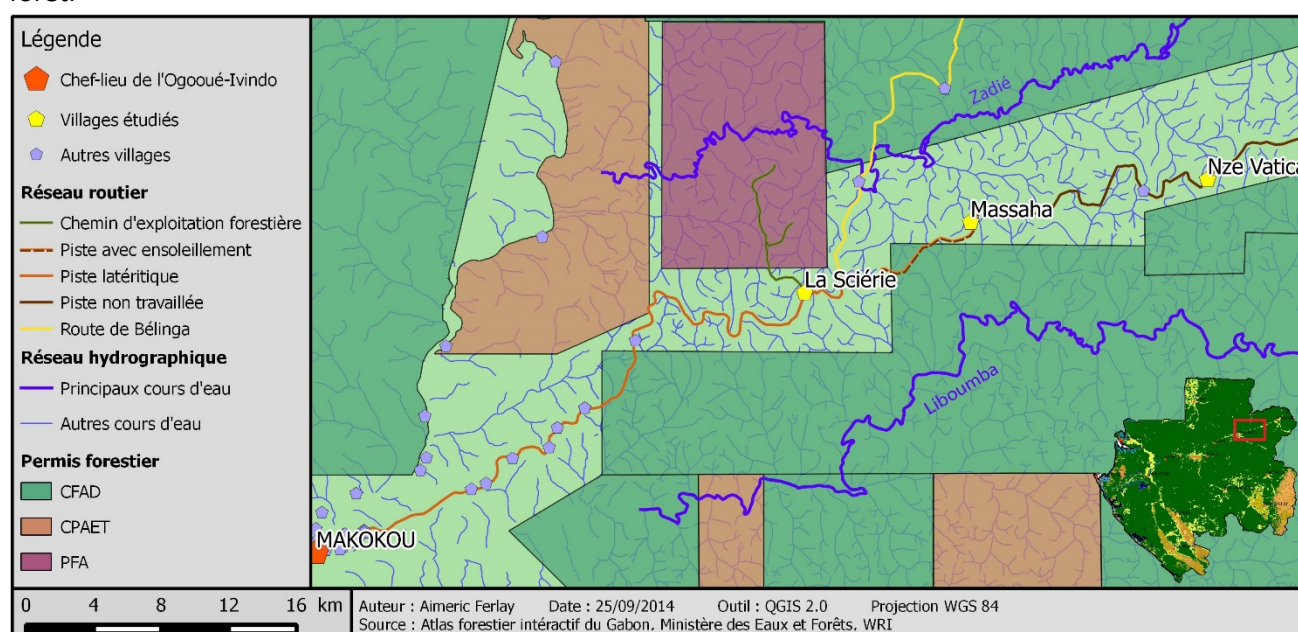 forêt.
Légende
Chef-lieu de l'Ogooué-Ivindo
Villages étudiés
Autres villages
Réseau routier
Chemin d'exploitation forestière
Piste avec ensoleillement
Piste latéritique
Piste non travaillée
Route de Bélinga
Réseau hydrographique
Principaux cours d'eau
Autres cours d'eau
Permis forestier
CFAD
CPAET
PFA
Zadié
Nze Vatica
Massaha
La Sciérie
Liboumba
MAKOKOU
0 4 8 12 16 km
Auteur : Aimeric Ferlay Date : 25/09/2014 Outil : QGIS 2.0 Projection WGS 84
Source : Atlas forestier intéractif du Gabon, Ministère des Eaux et Forêts, WRI